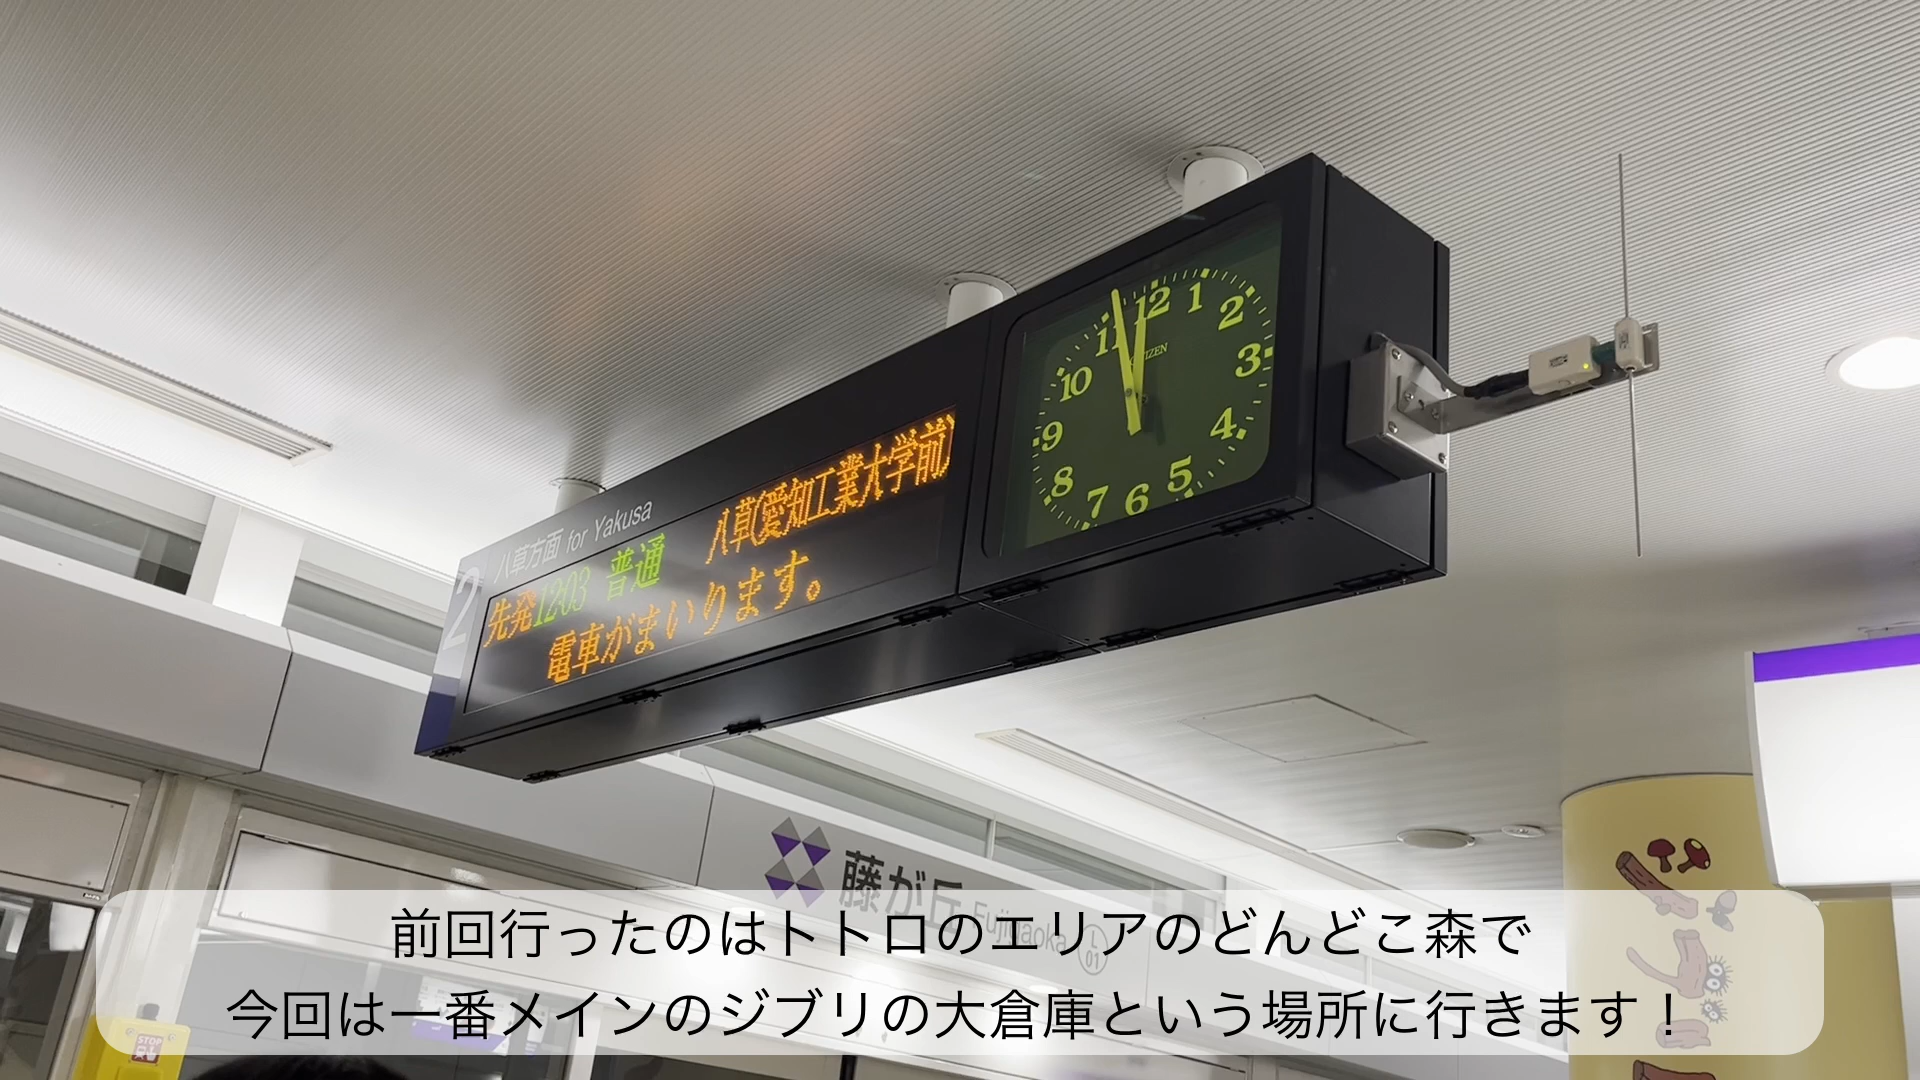 2 八草方面 for Yakusa
先発 12:03 普通 八草(愛知工業大学前)
電車がまいります。
12 1 2 3 4 5 6 7 8 9 10 11
CITIZEN
藤が丘 Fujigaoka L 01
STOP
前回行ったのはトトロのエリアのどんどこ森で
今回は一番メインのジブリの大倉庫という場所に行きます！